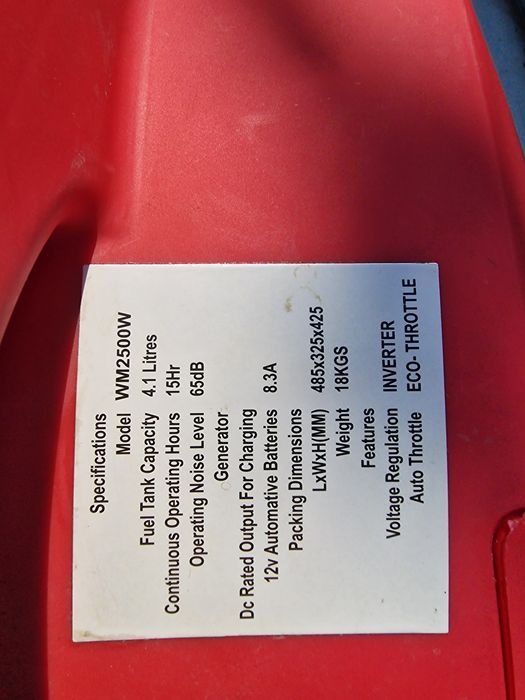 Specifications
Model WM2500W
Fuel Tank Capacity 4.1 Litres
Continuous Operating Hours 15Hr
Operating Noise Level 65dB
Generator
Dc Rated Output For Charging
12v Automative Batteries 8.3A
Packing Dimensions
LxWxH(MM) 485x325x425
Weight 18KGS
Features
Voltage Regulation INVERTER
Auto Throttle ECO- THROTTLE